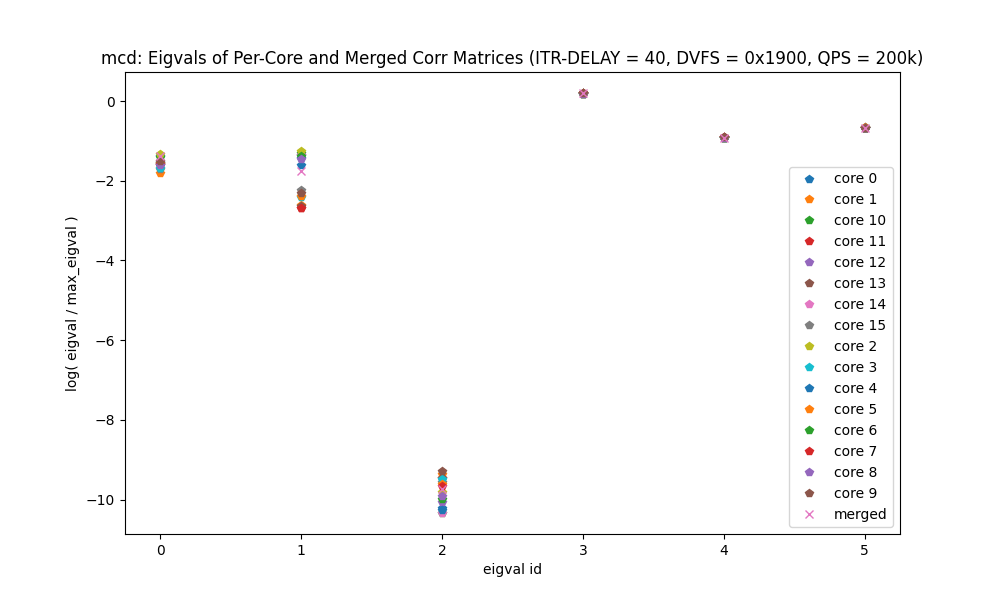 mcd: Eigvals of Per-Core and Merged Corr Matrices (ITR-DELAY = 40, DVFS = 0x1900, QPS = 200k)
log( eigval / max_eigval )
0
−2
−4
−6
−8
−10
0
1
2
3
4
5
eigval id
core 0
core 1
core 10
core 11
core 12
core 13
core 14
core 15
core 2
core 3
core 4
core 5
core 6
core 7
core 8
core 9
merged